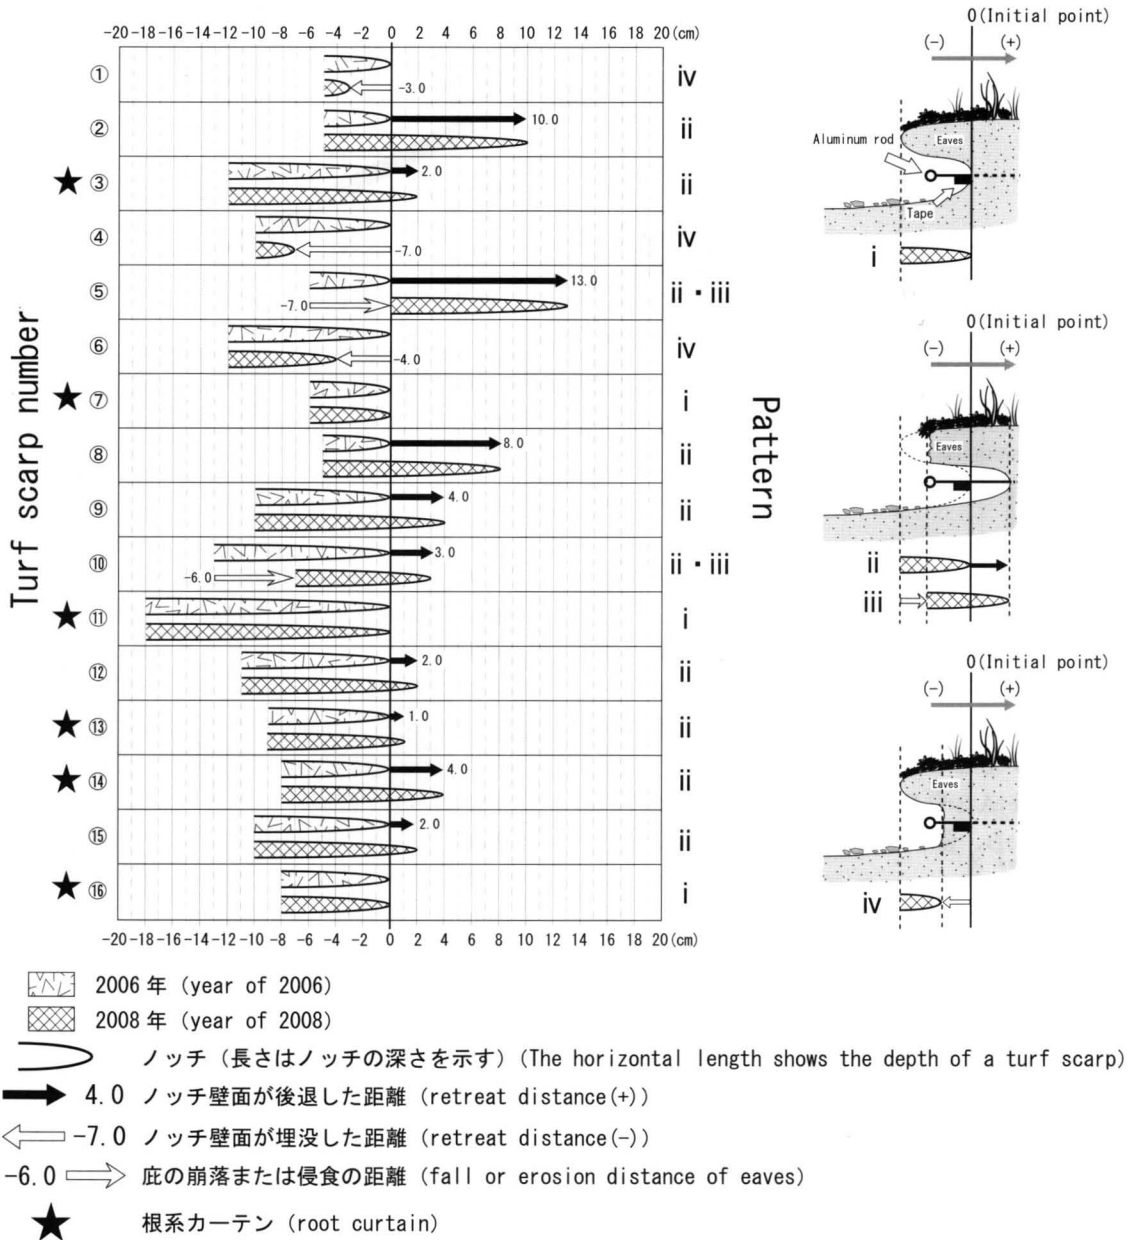 -20 -18 -16 -14 -12 -10 -8 -6 -4 -2 0 2 4 6 8 10 12 14 16 18 20 (cm)
Turf scarp number
Pattern
① -3.0 iv
② 10.0 ii
★ ③ 2.0 ii
④ -7.0 iv
⑤ 13.0 -7.0 ii・iii
⑥ -4.0 iv
★ ⑦ i
⑧ 8.0 ii
⑨ 4.0 ii
⑩ 3.0 -6.0 ii・iii
★ ⑪ i
⑫ 2.0 ii
★ ⑬ 1.0 ii
★ ⑭ 4.0 ii
⑮ 2.0 ii
★ ⑯ i
-20 -18 -16 -14 -12 -10 -8 -6 -4 -2 0 2 4 6 8 10 12 14 16 18 20 (cm)
0(Initial point)
(-) (+)
Eaves
Aluminum rod
Tape
i
0(Initial point)
(-) (+)
Eaves
ii
iii
0(Initial point)
(-) (+)
Eaves
iv
2006年 (year of 2006)
2008年 (year of 2008)
ノッチ（長さはノッチの深さを示す）(The horizontal length shows the depth of a turf scarp)
4.0 ノッチ壁面が後退した距離 (retreat distance(+))
-7.0 ノッチ壁面が埋没した距離 (retreat distance(-))
-6.0 庇の崩落または侵食の距離 (fall or erosion distance of eaves)
★ 根系カーテン (root curtain)